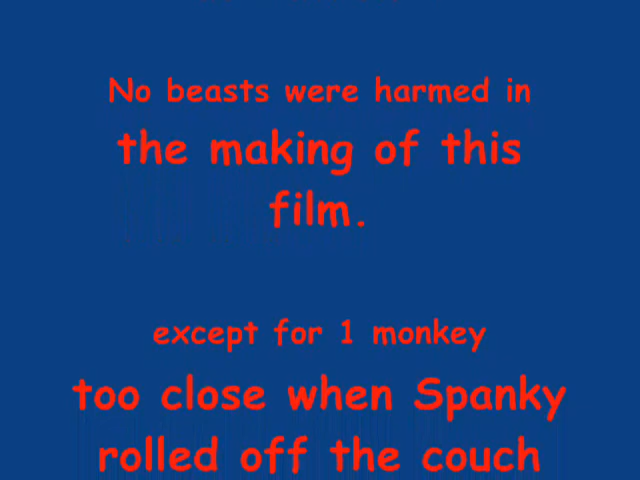 No beasts were harmed in
the making of this
film.
except for 1 monkey
too close when Spanky
rolled off the couch